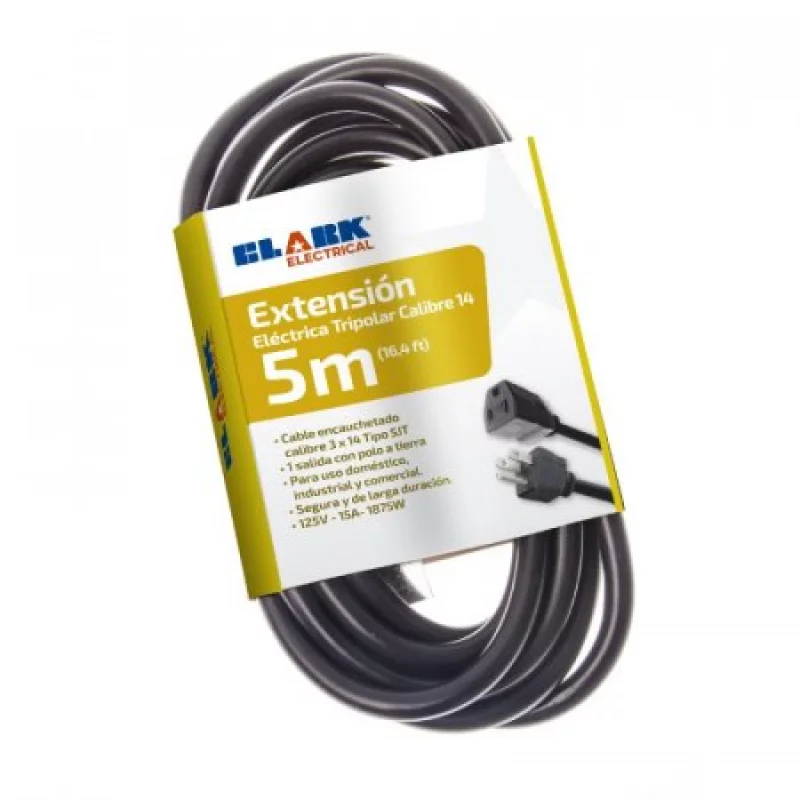 CLARK®
ELECTRICAL
Extensión
Eléctrica Tripolar Calibre 14
5m (16,4 ft)
• Cable encauchetado
calibre 3 x 14 Tipo SJT
• 1 salida con polo a tierra
• Para uso doméstico,
industrial y comercial.
• Segura y de larga duración.
• 125V - 15A- 1875W
CLARK